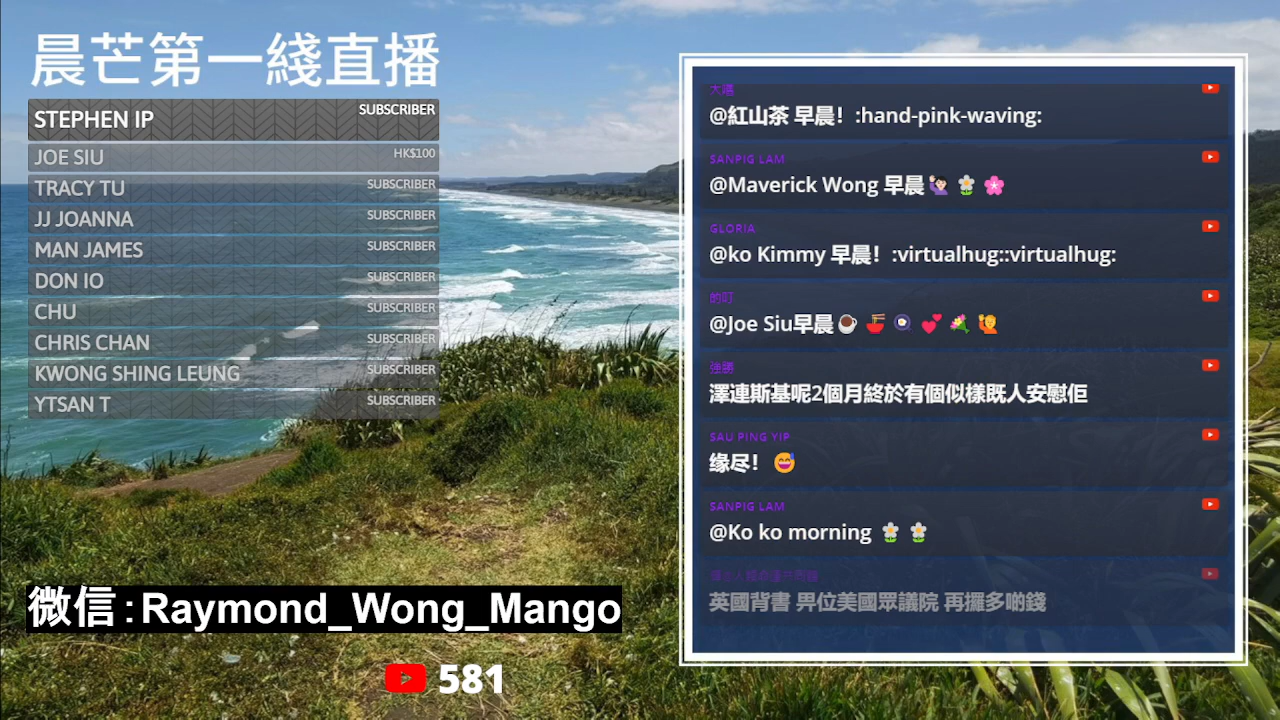 晨芒第一綫直播
STEPHEN IP SUBSCRIBER
JOE SIU HK$100
TRACY TU SUBSCRIBER
JJ JOANNA SUBSCRIBER
MAN JAMES SUBSCRIBER
DON IO SUBSCRIBER
CHU SUBSCRIBER
CHRIS CHAN SUBSCRIBER
KWONG SHING LEUNG SUBSCRIBER
YTSAN T SUBSCRIBER
微信:Raymond_Wong_Mango
581
@紅山茶 早晨！:hand-pink-waving:
SANPIG LAM
@Maverick Wong 早晨🙋🏻‍♀️ 🌼 🌸
GLORIA
@ko Kimmy 早晨！:virtualhug::virtualhug:
的叮
@Joe Siu早晨☕ 🍜 🍳 💕 💐 🙋
強勝
澤連斯基呢2個月終於有個似樣既人安慰佢
SAU PING YIP
缘尽！😅
SANPIG LAM
@Ko ko morning 🌼 🌼
英國背書 畀位美國眾議院 再攞多啲錢